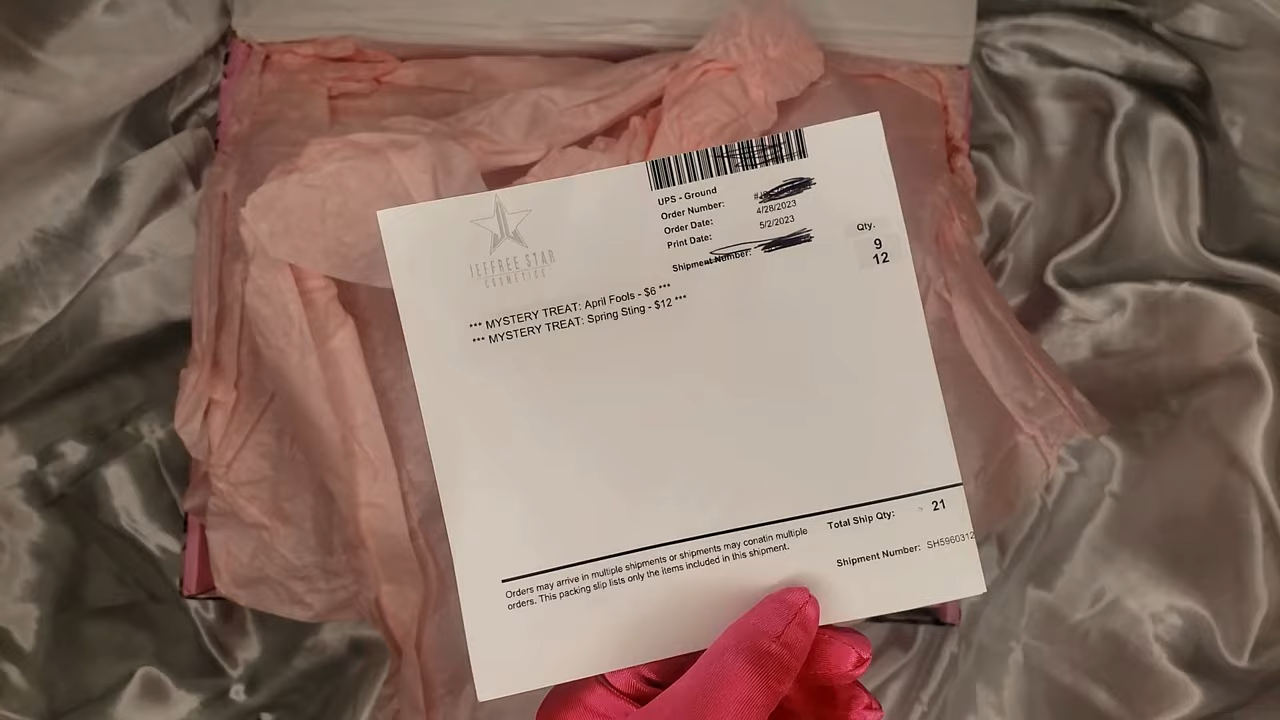 UPS - Ground
Order Number:
Order Date: 4/28/2023
Print Date: 5/2/2023
Shipment Number:
Qty.
9
12
JEFFREE STAR
COSMETICS
*** MYSTERY TREAT: April Fools - $6 ***
*** MYSTERY TREAT: Spring Sting - $12 ***
Total Ship Qty: 21
Orders may arrive in multiple shipments or shipments may conatin multiple
orders. This packing slip lists only the items included in this shipment.
Shipment Number: SH5960312